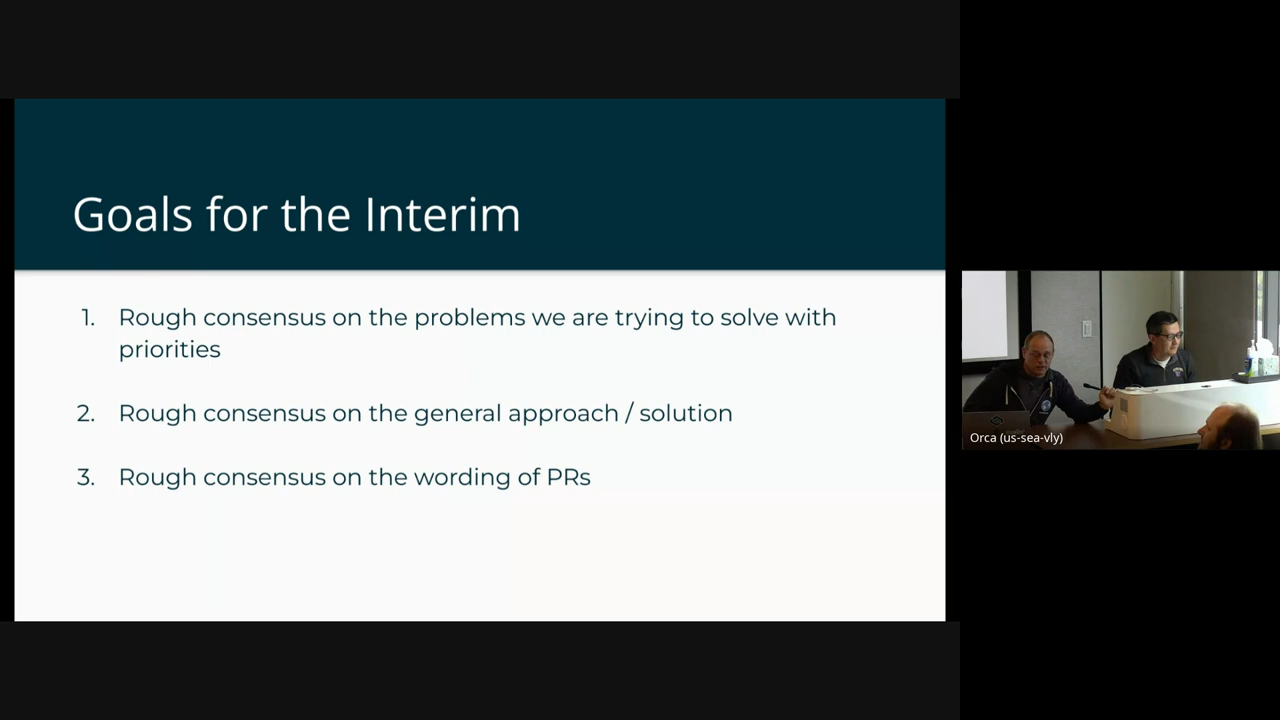 Goals for the Interim
1. Rough consensus on the problems we are trying to solve with
priorities
2. Rough consensus on the general approach / solution
3. Rough consensus on the wording of PRs
Orca (us-sea-vly)